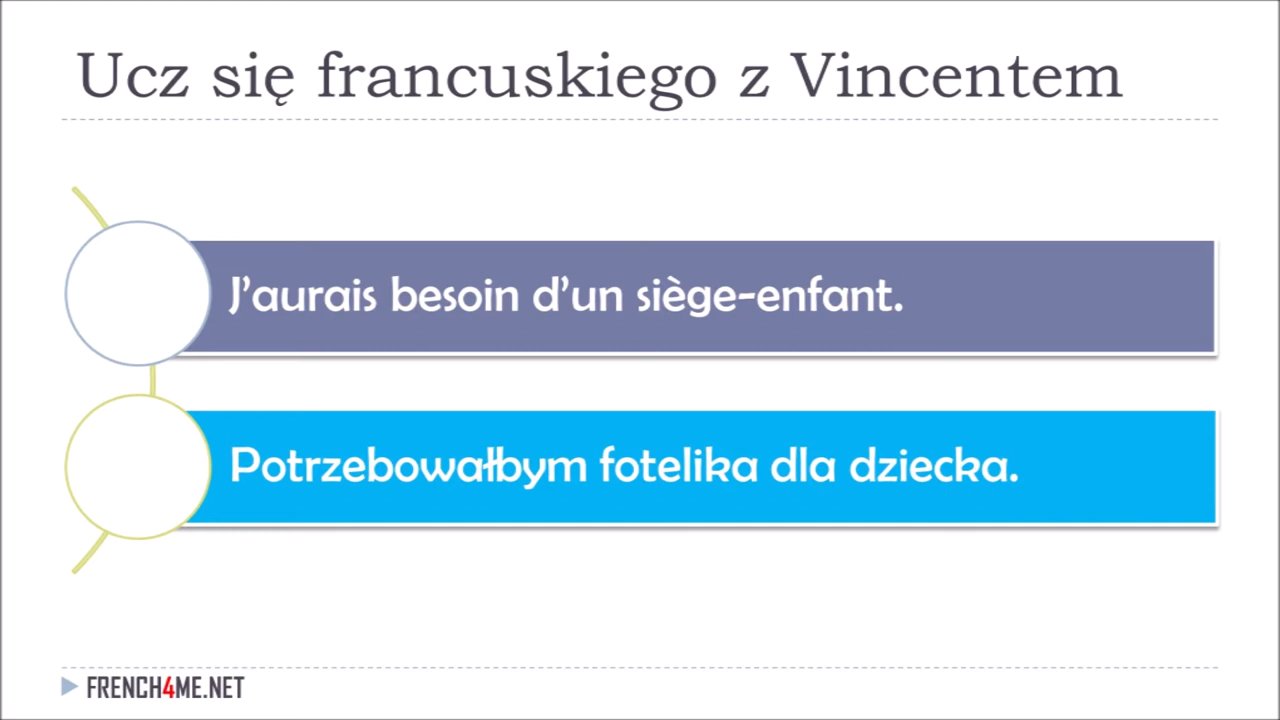 Ucz się francuskiego z Vincentem
J’aurais besoin d’un siège-enfant.
Potrzebowałbym fotelika dla dziecka.
FRENCH4ME.NET